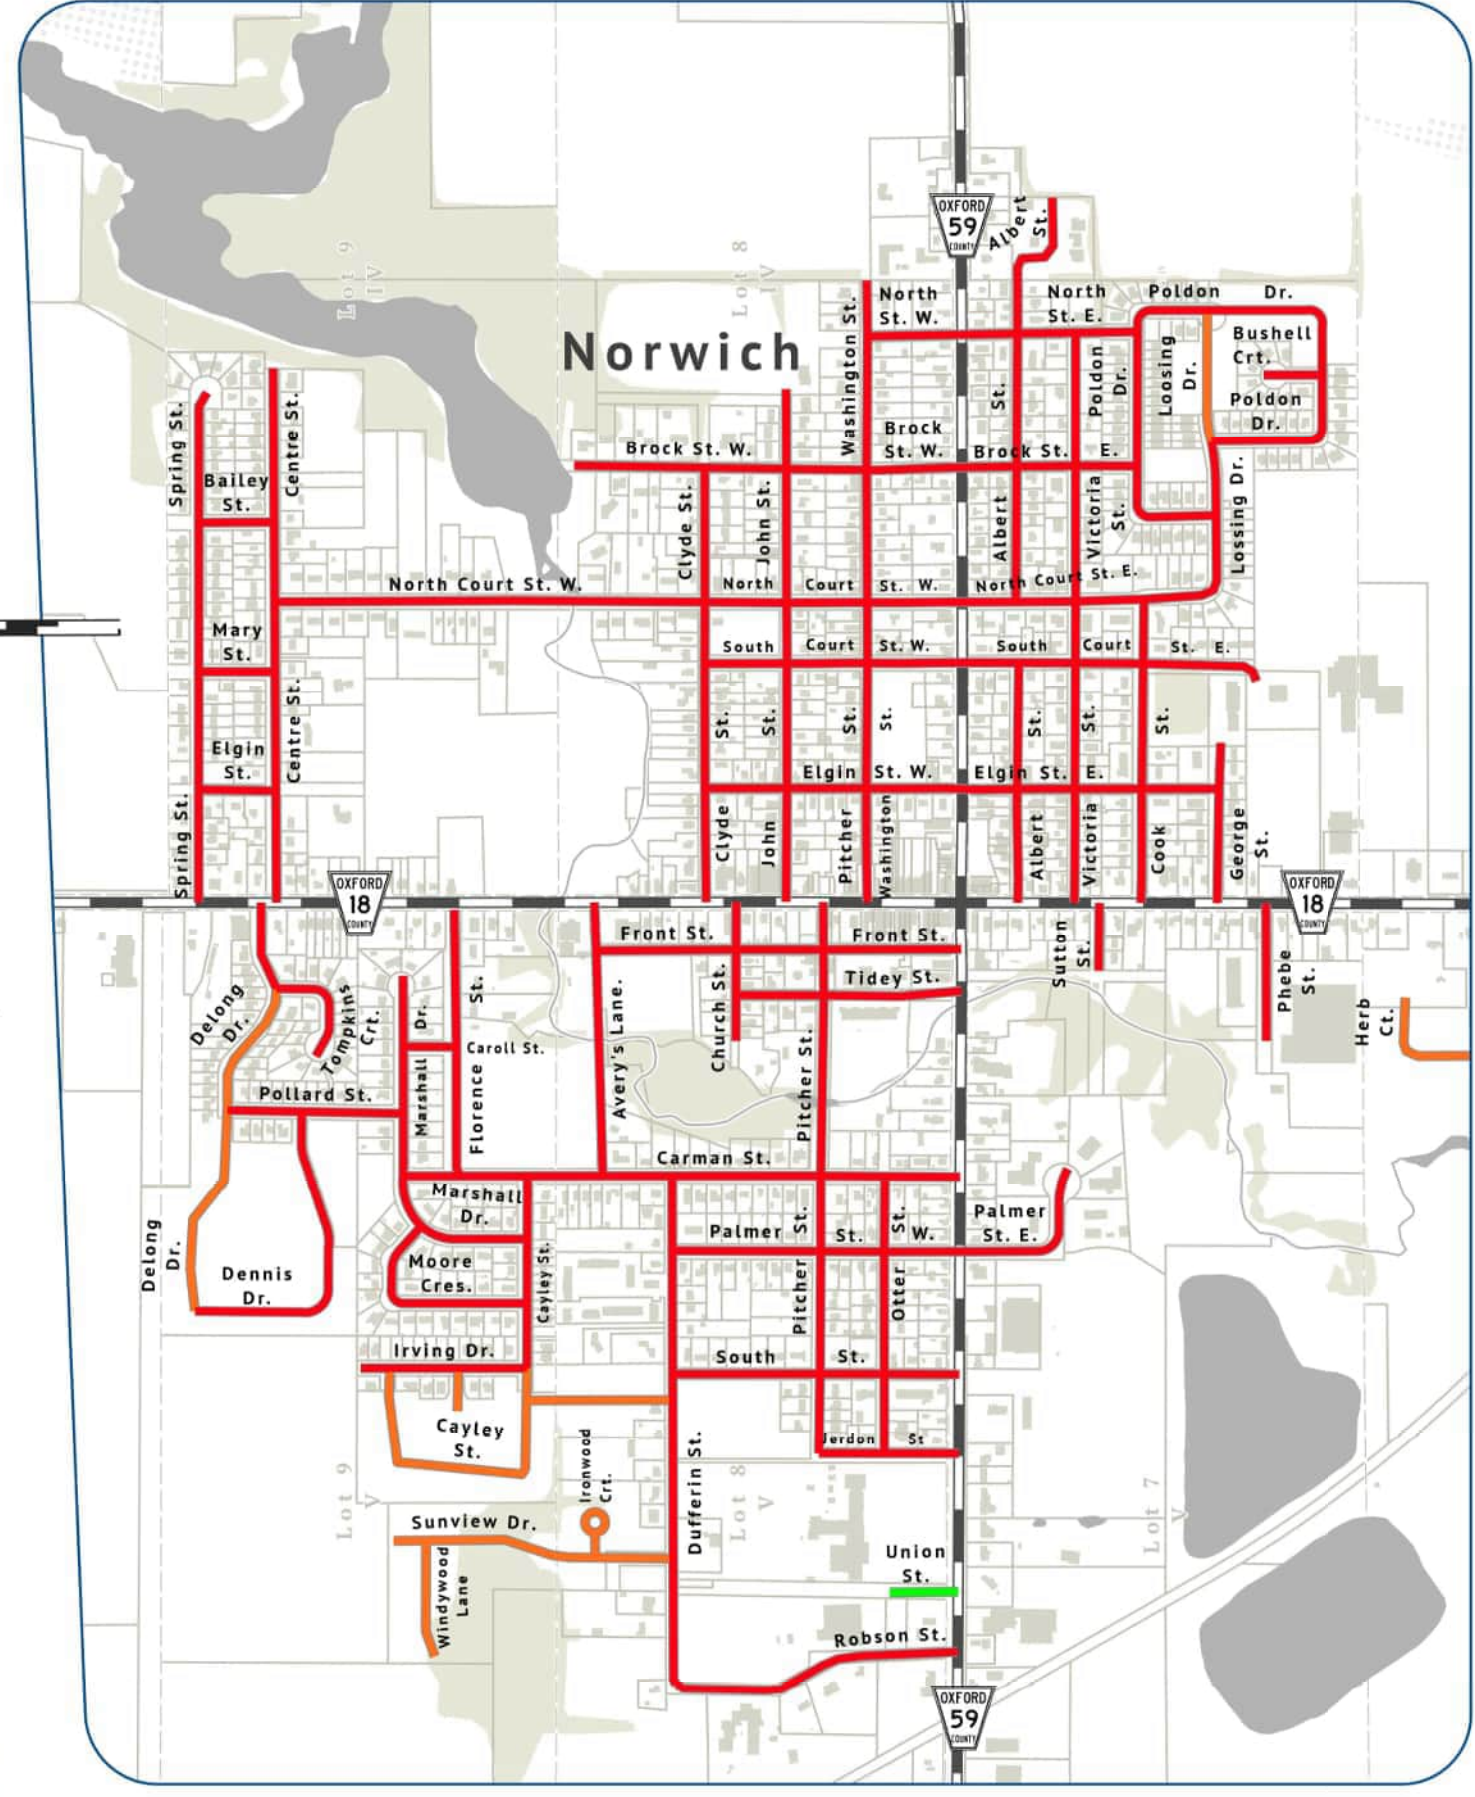 OXFORD
59
COUNTY
Albert
St.
Lot 9
IV
Lot 8
IV
North
St. W.
North
St. E.
Poldon Dr.
Washington St.
Norwich
Bushell
Crt.
Loosing
Dr.
Poldon
Dr.
Poldon
Dr.
Spring St.
Centre St.
St.
Brock St. W.
Brock
St. W.
Brock St. E.
Bailey
St.
Clyde St.
John St.
Albert
Victoria
St.
Lossing Dr.
North Court St. W.
North Court St. W.
North Court St. E.
Mary
St.
South Court St. W.
South Court St. E.
Centre St.
St.
St.
St.
St.
St.
St.
St.
Elgin
St.
Elgin St. W.
Elgin St. E.
Spring St.
Clyde
John
Pitcher
Washington
Albert
Victoria
Cook
George
St.
OXFORD
18
COUNTY
OXFORD
18
COUNTY
Front St.
Front St.
Sutton
St.
Tidey St.
Phebe
St.
Herb
Ct.
Delong
Dr.
Tompkins
Crt.
Dr.
St.
Church St.
Avery's Lane.
Caroll St.
Pitcher St.
Pollard St.
Marshall
Florence
Carman St.
Marshall
Dr.
Palmer St. W.
St.
St.
Palmer
St. E.
Delong
Dr.
Dennis
Dr.
Moore
Cres.
Cayley St.
Pitcher
Otter
Irving Dr.
South St.
Cayley
St.
Jerdon St
Ironwood
Crt.
Dufferin St.
Lot 9
V
Lot 8
V
Lot 7
V
Sunview Dr.
Windywood
Lane
Union
St.
Robson St.
OXFORD
59
COUNTY